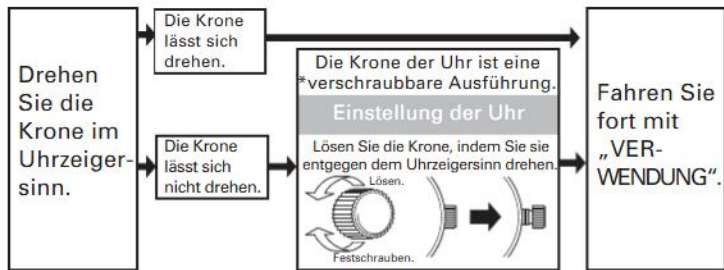 Drehen
Sie die
Krone im
Uhrzeiger-
sinn.
Die Krone
lässt sich
drehen.
Die Krone
lässt sich
nicht drehen.
Die Krone der Uhr ist eine
*verschraubbare Ausführung.
Einstellung der Uhr
Lösen Sie die Krone, indem Sie sie
entgegen dem Uhrzeigersinn drehen.
Lösen.
Festschrauben.
Fahren Sie
fort mit
„VER-
WENDUNG“.